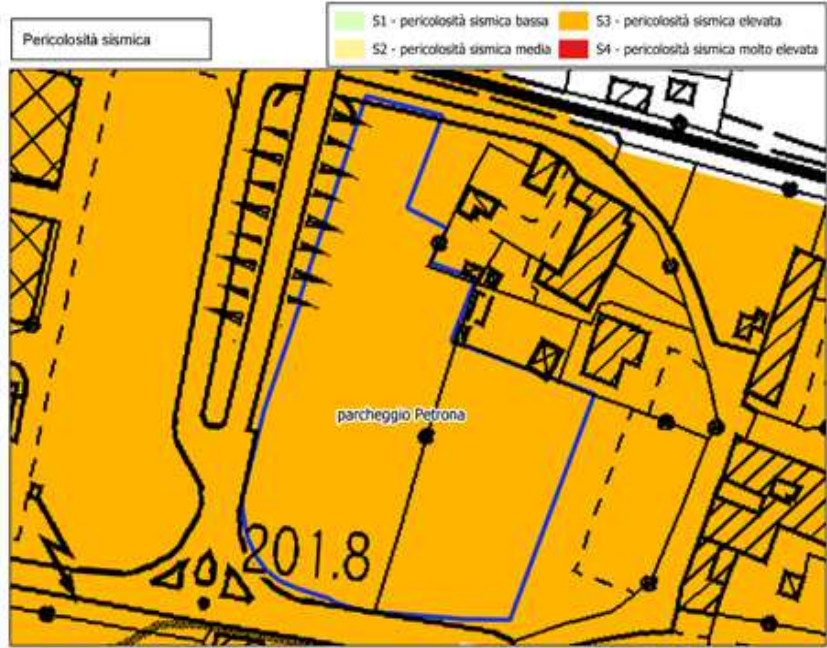 Pericolosità sismica
S1 - pericolosità sismica bassa
S3 - pericolosità sismica elevata
S2 - pericolosità sismica media
S4 - pericolosità sismica molto elevata
parcheggio Petrona
201.8